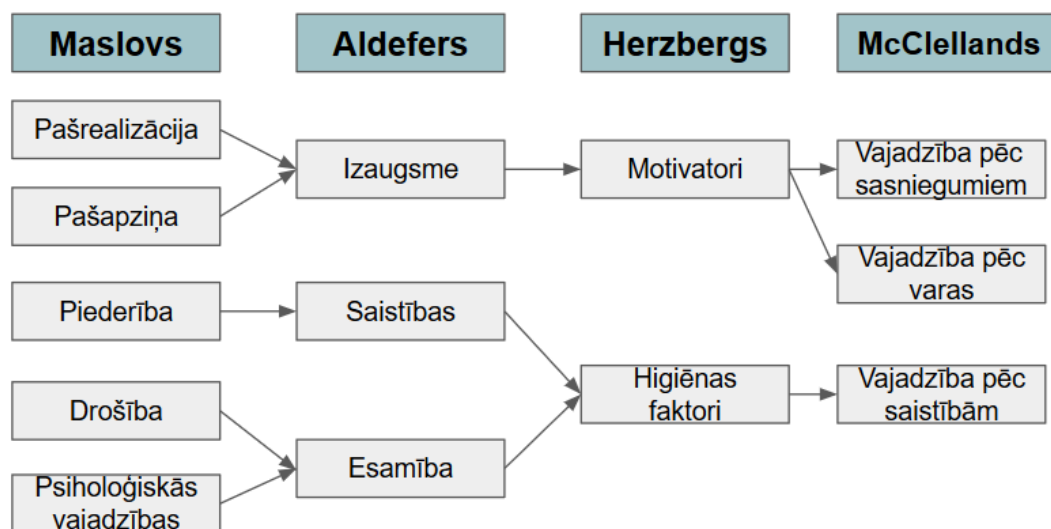 Maslovs
Aldefers
Herzbergs
McClellands
Pašrealizācija
Pašapziņa
Izaugsme
Motivatori
Vajadzība pēc
sasniegumiem
Vajadzība pēc
varas
Piederība
Saistības
Drošība
Psiholoģiskās
vajadzības
Esamība
Higiēnas
faktori
Vajadzība pēc
saistībām